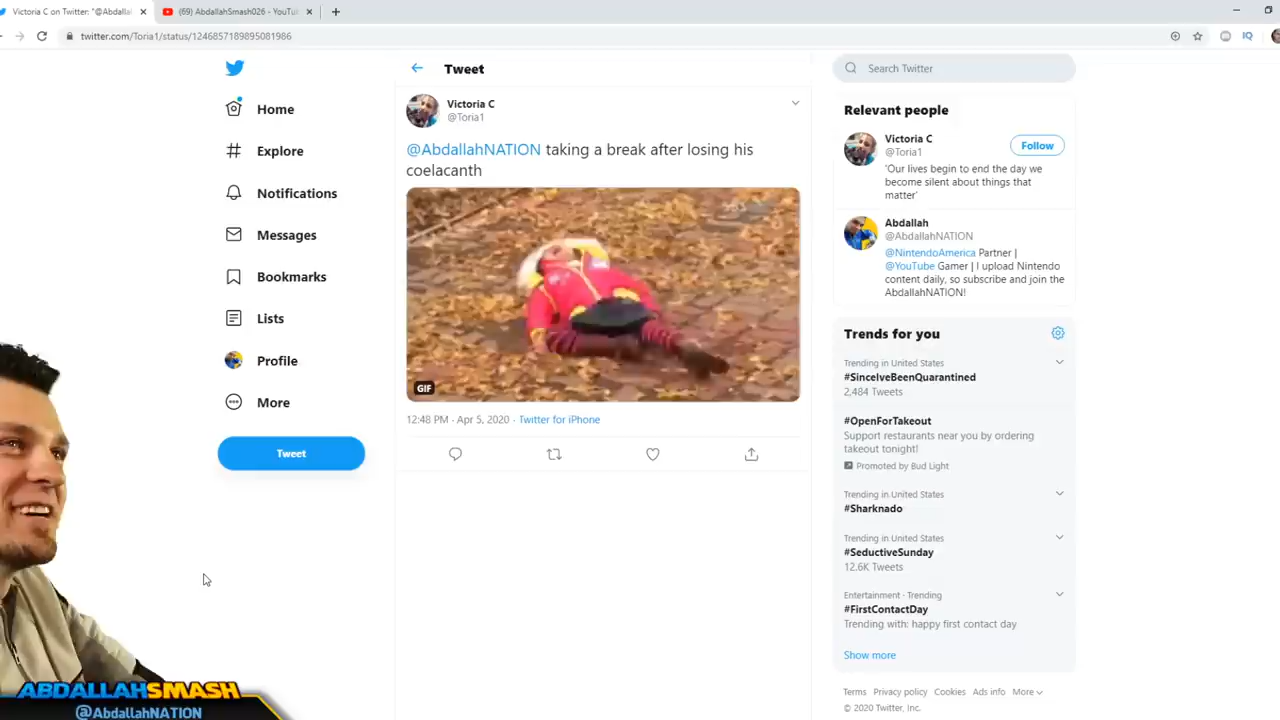 Victoria C on Twitter: "@Abdalla
(69) AbdallahSmash026 - YouTu
twitter.com/Toria1/status/1246857189895081986
IQ
Home
Explore
Notifications
Messages
Bookmarks
Lists
Profile
More
Tweet
Tweet
Victoria C
@Toria1
@AbdallahNATION taking a break after losing his
coelacanth
GIF
12:48 PM · Apr 5, 2020 · Twitter for iPhone
Search Twitter
Relevant people
Victoria C
@Toria1
Follow
'Our lives begin to end the day we
become silent about things that
matter'
Abdallah
@AbdallahNATION
@NintendoAmerica Partner |
@YouTube Gamer | I upload Nintendo
content daily, so subscribe and join the
AbdallahNATION!
Trends for you
Trending in United States
#SinceIveBeenQuarantined
2,484 Tweets
#OpenForTakeout
Support restaurants near you by ordering
takeout tonight!
Promoted by Bud Light
Trending in United States
#Sharknado
Trending in United States
#SeductiveSunday
12.6K Tweets
Entertainment · Trending
#FirstContactDay
Trending with: happy first contact day
Show more
Terms Privacy policy Cookies Ads info More
© 2020 Twitter, Inc.
ABDALLAHSMASH
@AbdallahNATION